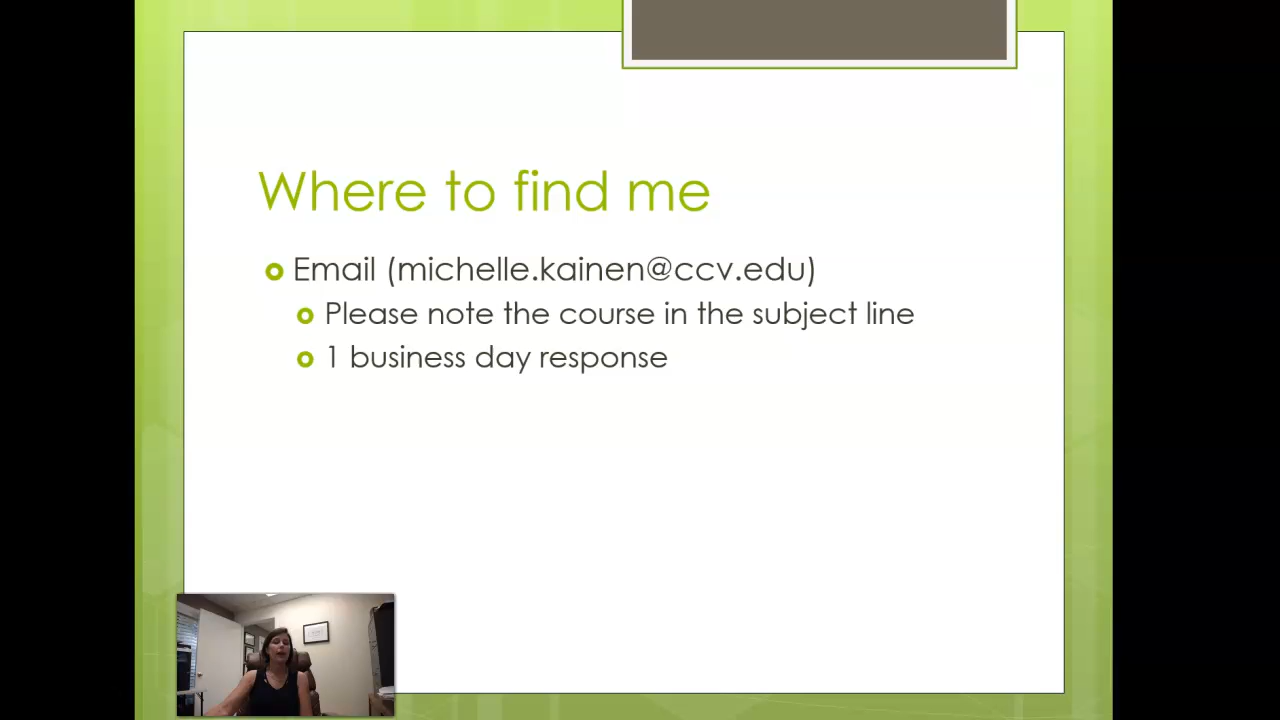 Where to find me
Email (michelle.kainen@ccv.edu)
Please note the course in the subject line
1 business day response